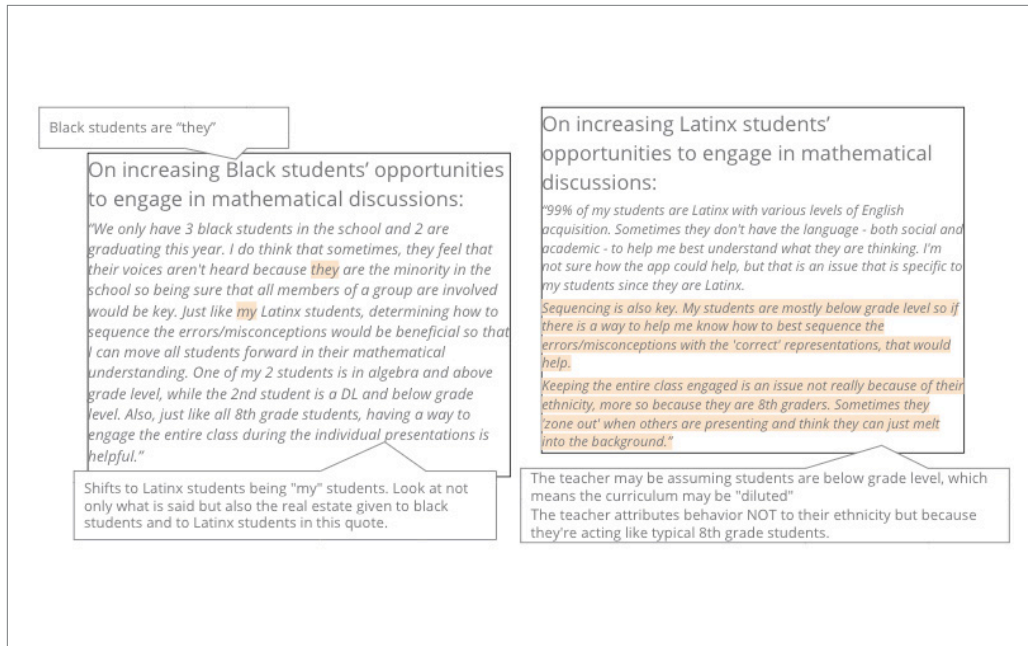 Black students are “they”
On increasing Black students’ opportunities
to engage in mathematical discussions:
“We only have 3 black students in the school and 2 are
graduating this year. I do think that sometimes, they feel that
their voices aren't heard because they are the minority in the
school so being sure that all members of a group are involved
would be key. Just like my Latinx students, determining how to
sequence the errors/misconceptions would be beneficial so that
I can move all students forward in their mathematical
understanding. One of my 2 students is in algebra and above
grade level, while the 2nd student is a DL and below grade
level. Also, just like all 8th grade students, having a way to
engage the entire class during the individual presentations is
helpful.”
Shifts to Latinx students being "my" students. Look at not
only what is said but also the real estate given to black
students and to Latinx students in this quote.
On increasing Latinx students’
opportunities to engage in mathematical
discussions:
“99% of my students are Latinx with various levels of English
acquisition. Sometimes they don't have the language - both social and
academic - to help me best understand what they are thinking. I'm
not sure how the app could help, but that is an issue that is specific to
my students since they are Latinx.
Sequencing is also key. My students are mostly below grade level so if
there is a way to help me know how to best sequence the
errors/misconceptions with the 'correct' representations, that would
help.
Keeping the entire class engaged is an issue not really because of their
ethnicity, more so because they are 8th graders. Sometimes they
'zone out' when others are presenting and think they can just melt
into the background.”
The teacher may be assuming students are below grade level, which
means the curriculum may be "diluted"
The teacher attributes behavior NOT to their ethnicity but because
they're acting like typical 8th grade students.